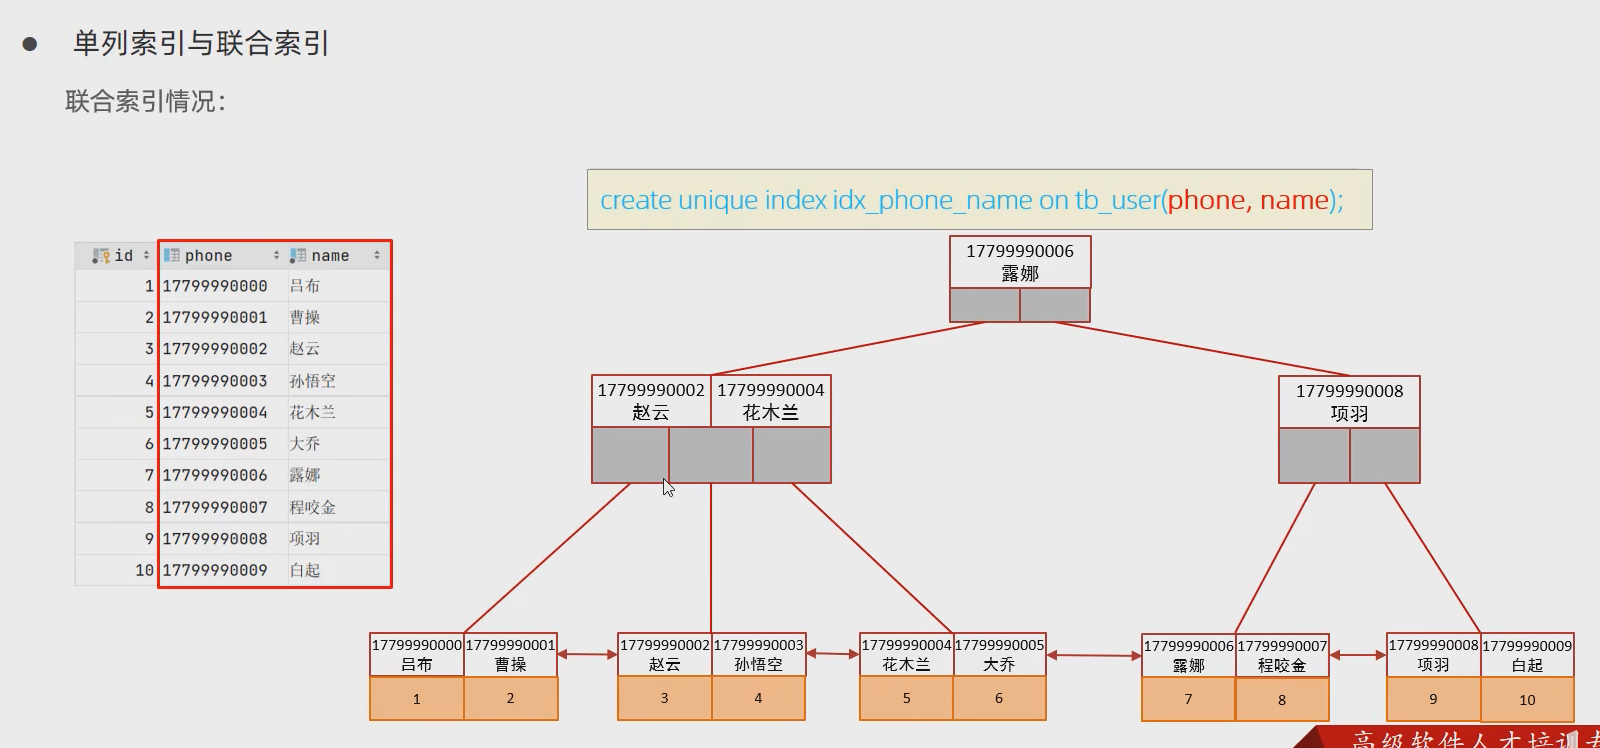 ● 单列索引与联合索引
联合索引情况：
create unique index idx_phone_name on tb_user(phone, name);
id phone name
1 17799990000 吕布
2 17799990001 曹操
3 17799990002 赵云
4 17799990003 孙悟空
5 17799990004 花木兰
6 17799990005 大乔
7 17799990006 露娜
8 17799990007 程咬金
9 17799990008 项羽
10 17799990009 白起
17799990006
露娜
17799990002 17799990004
赵云 花木兰
17799990008
项羽
17799990000 17799990001 17799990002 17799990003 17799990004 17799990005 17799990006 17799990007 17799990008 17799990009
吕布 曹操 赵云 孙悟空 花木兰 大乔 露娜 程咬金 项羽 白起
1 2 3 4 5 6 7 8 9 10
高级软件人才培训